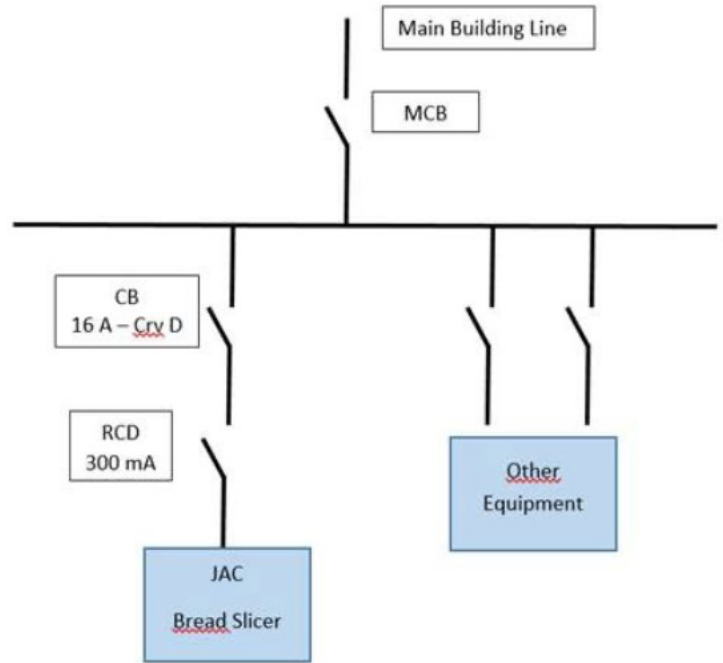 Main Building Line
MCB
CB
16 A – Crv D
RCD
300 mA
Other
Equipment
JAC
Bread Slicer